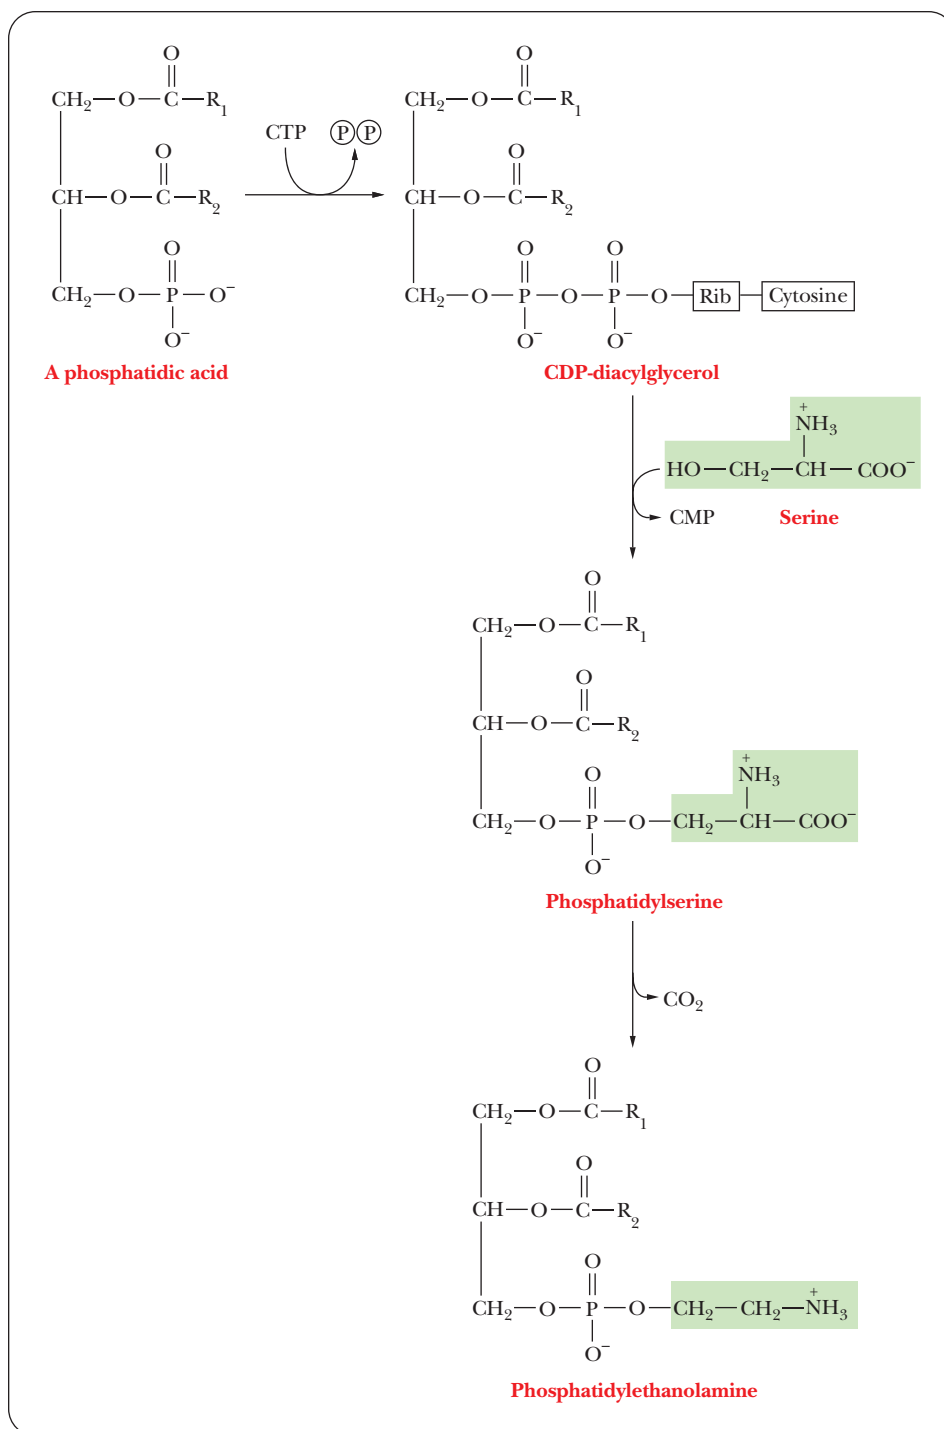 O O
CH₂—O—C—R₁ CH₂—O—C—R₁
CTP P P
O O
CH—O—C—R₂ CH—O—C—R₂
O O O
CH₂—O—P—O⁻ CH₂—O—P—O—P—O—Rib—Cytosine
O⁻ O⁻ O⁻
A phosphatidic acid CDP-diacylglycerol
+
NH₃
HO—CH₂—CH—COO⁻
CMP Serine
O
CH₂—O—C—R₁
O
CH—O—C—R₂
+
O NH₃
CH₂—O—P—O—CH₂—CH—COO⁻
O⁻
Phosphatidylserine
CO₂
O
CH₂—O—C—R₁
O
CH—O—C—R₂
O +
CH₂—O—P—O—CH₂—CH₂—NH₃
O⁻
Phosphatidylethanolamine